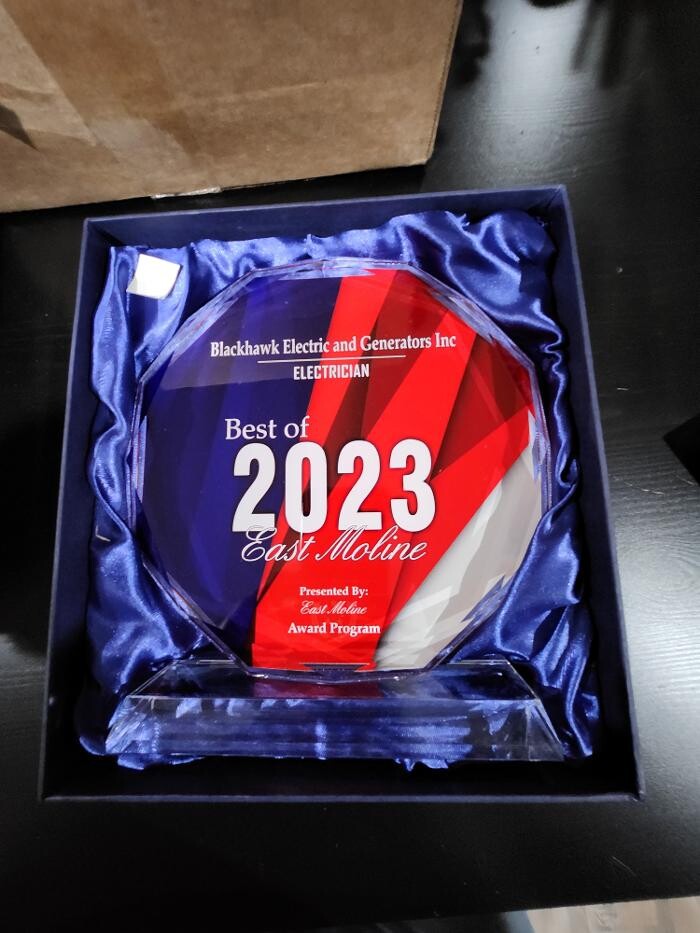 Blackhawk Electric and Generators Inc
ELECTRICIAN
Best of
2023
East Moline
Presented By:
East Moline
Award Program